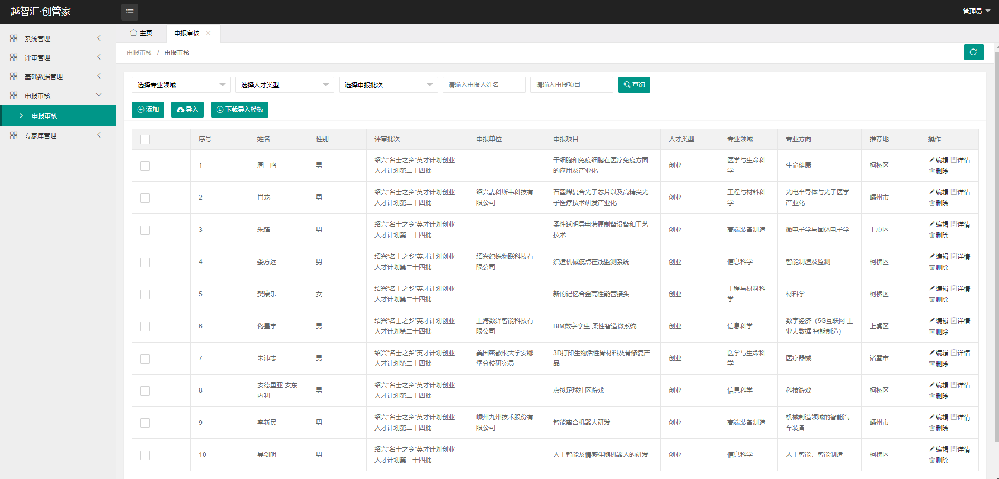 越智汇·创管家
管理员
系统管理
评审管理
基础数据管理
申报审核
申报审核
专家库管理
主页
申报审核
申报审核 / 申报审核
选择专业领域
选择人才类型
选择申报批次
请输入申报人姓名
请输入申报项目
查询
添加
导入
下载导入模板
序号 姓名 性别 评审批次 申报单位 申报项目 人才类型 专业领域 专业方向 推荐地 操作
1 周一鸣 男 绍兴“名士之乡”英才计划创业人才计划第二十四批 干细胞和免疫细胞在医疗免疫方面的应用及产业化 创业 医学与生命科学 生命健康 柯桥区 编辑 详情 删除
2 肖龙 男 绍兴“名士之乡”英才计划创业人才计划第二十四批 绍兴麦科斯韦科技有限公司 石墨烯复合光子芯片以及高精尖光子医疗技术研发产业化 创业 工程与材料科学 光电半导体与光子医学产业化 嵊州市 编辑 详情 删除
3 朱锋 男 绍兴“名士之乡”英才计划创业人才计划第二十四批 柔性透明导电薄膜制备设备和工艺技术 创业 高端装备制造 微电子学与固体电子学 上虞区 编辑 详情 删除
4 娄方远 男 绍兴“名士之乡”英才计划创业人才计划第二十四批 绍兴织蛛物联科技有限公司 织造机械疵点在线监测系统 创业 信息科学 智能制造及监测 柯桥区 编辑 详情 删除
5 樊康乐 女 绍兴“名士之乡”英才计划创业人才计划第二十四批 新的记忆合金高性能管接头 创业 工程与材料科学 材料学 柯桥区 编辑 详情 删除
6 佟星宇 男 绍兴“名士之乡”英才计划创业人才计划第二十四批 上海数绎智能科技有限公司 BIM数字孪生·柔性智造微系统 创业 信息科学 数字经济（5G互联网 工业大数据 智能制造） 上虞区 编辑 详情 删除
7 朱沛志 男 绍兴“名士之乡”英才计划创业人才计划第二十四批 美国密歇根大学安娜堡分校研究员 3D打印生物活性骨材料及骨修复产品 创业 医学与生命科学 医疗器械 诸暨市 编辑 详情 删除
8 安德里亚·安东内利 男 绍兴“名士之乡”英才计划创业人才计划第二十四批 虚拟足球社区游戏 创业 信息科学 科技游戏 柯桥区 编辑 详情 删除
9 李新民 男 绍兴“名士之乡”英才计划创业人才计划第二十四批 嵊州九州技术股份有限公司 智能离合机器人研发 创业 高端装备制造 机械制造领域的智能汽车装备 嵊州市 编辑 详情 删除
10 吴剑明 男 绍兴“名士之乡”英才计划创业人才计划第二十四批 人工智能及情感伴随机器人的研发 创业 信息科学 人工智能，智能制造 柯桥区 编辑 详情 删除